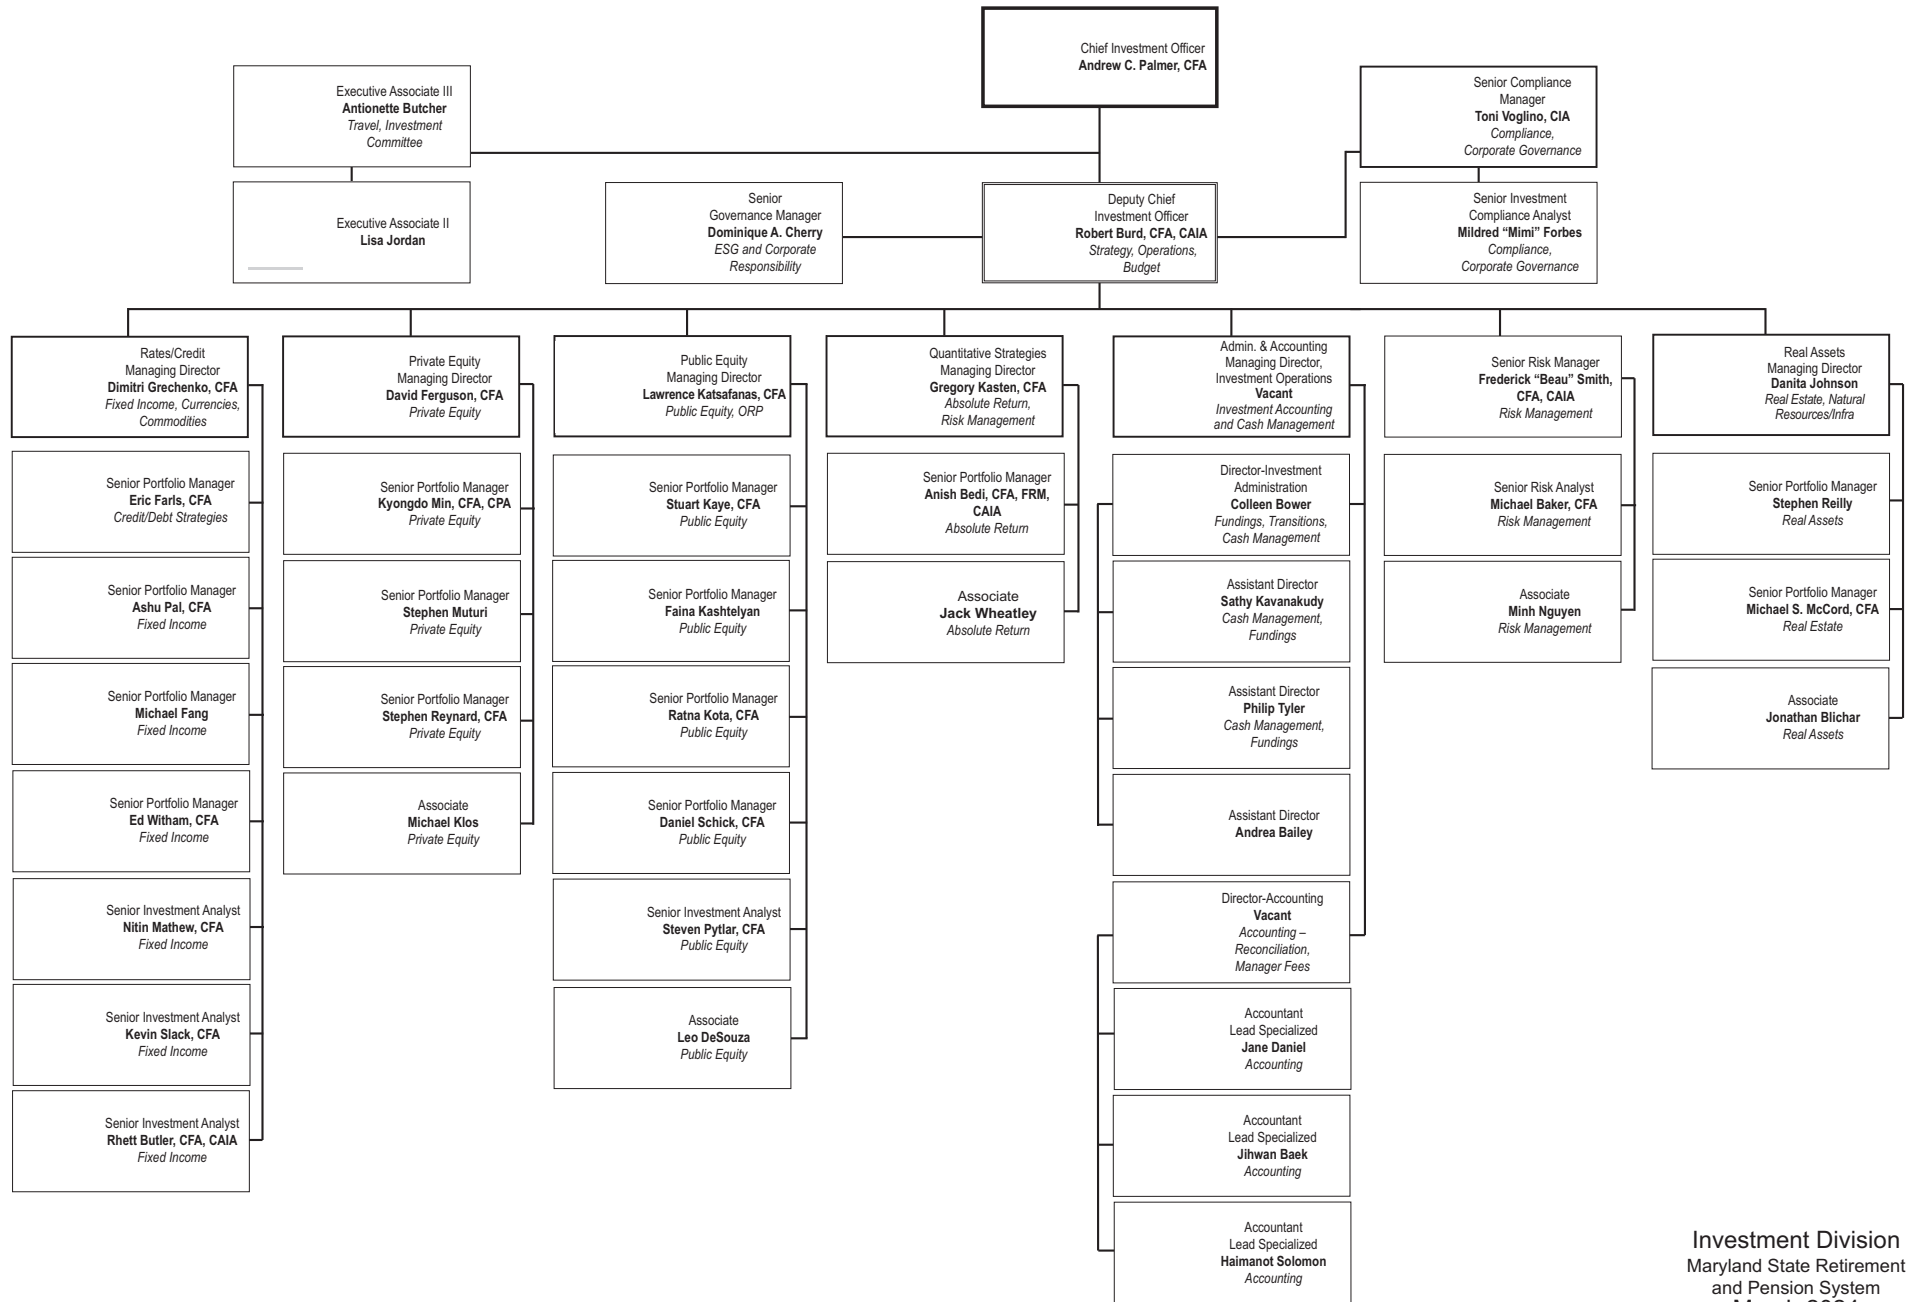 Chief Investment Officer
Andrew C. Palmer, CFA
Executive Associate III
Antionette Butcher
Travel, Investment
Committee
Senior Compliance
Manager
Toni Voglino, CIA
Compliance,
Corporate Governance
Executive Associate II
Lisa Jordan
Senior
Governance Manager
Dominique A. Cherry
ESG and Corporate
Responsibility
Deputy Chief
Investment Officer
Robert Burd, CFA, CAIA
Strategy, Operations,
Budget
Senior Investment
Compliance Analyst
Mildred “Mimi” Forbes
Compliance,
Corporate Governance
Rates/Credit
Managing Director
Dimitri Grechenko, CFA
Fixed Income, Currencies,
Commodities
Senior Portfolio Manager
Eric Farls, CFA
Credit/Debt Strategies
Senior Portfolio Manager
Ashu Pal, CFA
Fixed Income
Senior Portfolio Manager
Michael Fang
Fixed Income
Senior Portfolio Manager
Ed Witham, CFA
Fixed Income
Senior Investment Analyst
Nitin Mathew, CFA
Fixed Income
Senior Investment Analyst
Kevin Slack, CFA
Fixed Income
Senior Investment Analyst
Rhett Butler, CFA, CAIA
Fixed Income
Private Equity
Managing Director
David Ferguson, CFA
Private Equity
Senior Portfolio Manager
Kyongdo Min, CFA, CPA
Private Equity
Senior Portfolio Manager
Stephen Muturi
Private Equity
Senior Portfolio Manager
Stephen Reynard, CFA
Private Equity
Associate
Michael Klos
Private Equity
Public Equity
Managing Director
Lawrence Katsafanas, CFA
Public Equity, ORP
Senior Portfolio Manager
Stuart Kaye, CFA
Public Equity
Senior Portfolio Manager
Faina Kashtelyan
Public Equity
Senior Portfolio Manager
Ratna Kota, CFA
Public Equity
Senior Portfolio Manager
Daniel Schick, CFA
Public Equity
Senior Investment Analyst
Steven Pytlar, CFA
Public Equity
Associate
Leo DeSouza
Public Equity
Quantitative Strategies
Managing Director
Gregory Kasten, CFA
Absolute Return,
Risk Management
Senior Portfolio Manager
Anish Bedi, CFA, FRM,
CAIA
Absolute Return
Associate
Jack Wheatley
Absolute Return
Admin. & Accounting
Managing Director,
Investment Operations
Vacant
Investment Accounting
and Cash Management
Director-Investment
Administration
Colleen Bower
Fundings, Transitions,
Cash Management
Assistant Director
Sathy Kavanakudy
Cash Management,
Fundings
Assistant Director
Philip Tyler
Cash Management,
Fundings
Assistant Director
Andrea Bailey
Director-Accounting
Vacant
Accounting –
Reconciliation,
Manager Fees
Accountant
Lead Specialized
Jane Daniel
Accounting
Accountant
Lead Specialized
Jihwan Baek
Accounting
Accountant
Lead Specialized
Haimanot Solomon
Accounting
Senior Risk Manager
Frederick “Beau” Smith,
CFA, CAIA
Risk Management
Senior Risk Analyst
Michael Baker, CFA
Risk Management
Associate
Minh Nguyen
Risk Management
Real Assets
Managing Director
Danita Johnson
Real Estate, Natural
Resources/Infra
Senior Portfolio Manager
Stephen Reilly
Real Assets
Senior Portfolio Manager
Michael S. McCord, CFA
Real Estate
Associate
Jonathan Blichar
Real Assets
Investment Division
Maryland State Retirement
and Pension System